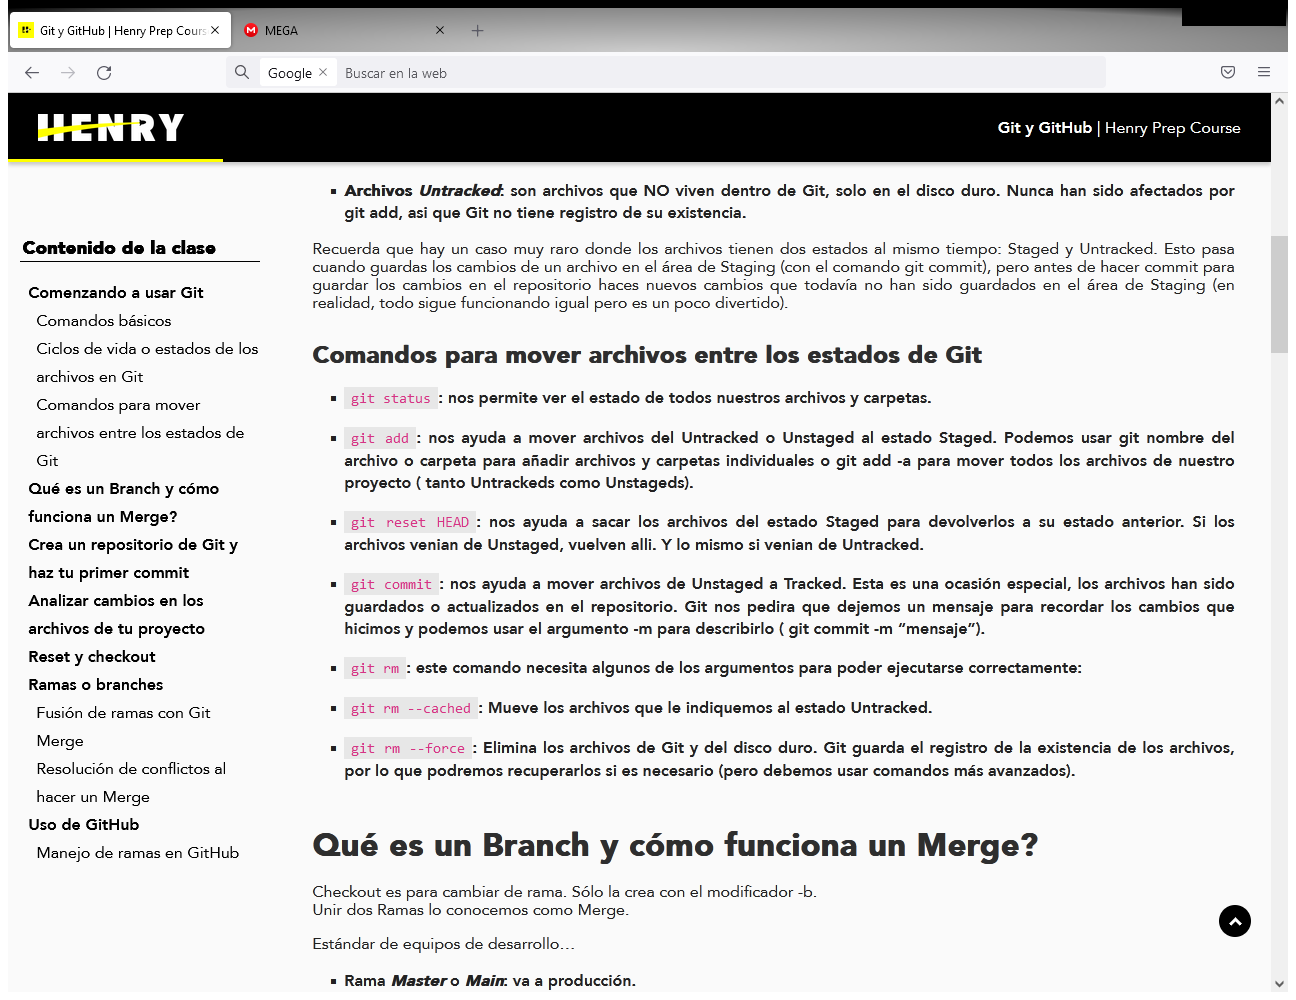 Git y GitHub | Henry Prep Cours
MEGA
Google
Buscar en la web
HENRY
Git y GitHub | Henry Prep Course
Contenido de la clase
Comenzando a usar Git
Comandos básicos
Ciclos de vida o estados de los
archivos en Git
Comandos para mover
archivos entre los estados de
Git
Qué es un Branch y cómo
funciona un Merge?
Crea un repositorio de Git y
haz tu primer commit
Analizar cambios en los
archivos de tu proyecto
Reset y checkout
Ramas o branches
Fusión de ramas con Git
Merge
Resolución de conflictos al
hacer un Merge
Uso de GitHub
Manejo de ramas en GitHub
Archivos Untracked: son archivos que NO viven dentro de Git, solo en el disco duro. Nunca han sido afectados por
git add, asi que Git no tiene registro de su existencia.
Recuerda que hay un caso muy raro donde los archivos tienen dos estados al mismo tiempo: Staged y Untracked. Esto pasa
cuando guardas los cambios de un archivo en el área de Staging (con el comando git commit), pero antes de hacer commit para
guardar los cambios en el repositorio haces nuevos cambios que todavía no han sido guardados en el área de Staging (en
realidad, todo sigue funcionando igual pero es un poco divertido).
Comandos para mover archivos entre los estados de Git
git status : nos permite ver el estado de todos nuestros archivos y carpetas.
git add : nos ayuda a mover archivos del Untracked o Unstaged al estado Staged. Podemos usar git nombre del
archivo o carpeta para añadir archivos y carpetas individuales o git add -a para mover todos los archivos de nuestro
proyecto ( tanto Untrackeds como Unstageds).
git reset HEAD : nos ayuda a sacar los archivos del estado Staged para devolverlos a su estado anterior. Si los
archivos venian de Unstaged, vuelven alli. Y lo mismo si venian de Untracked.
git commit : nos ayuda a mover archivos de Unstaged a Tracked. Esta es una ocasión especial, los archivos han sido
guardados o actualizados en el repositorio. Git nos pedira que dejemos un mensaje para recordar los cambios que
hicimos y podemos usar el argumento -m para describirlo ( git commit -m “mensaje”).
git rm : este comando necesita algunos de los argumentos para poder ejecutarse correctamente:
git rm --cached : Mueve los archivos que le indiquemos al estado Untracked.
git rm --force : Elimina los archivos de Git y del disco duro. Git guarda el registro de la existencia de los archivos,
por lo que podremos recuperarlos si es necesario (pero debemos usar comandos más avanzados).
Qué es un Branch y cómo funciona un Merge?
Checkout es para cambiar de rama. Sólo la crea con el modificador -b.
Unir dos Ramas lo conocemos como Merge.
Estándar de equipos de desarrollo…
Rama Master o Main: va a producción.